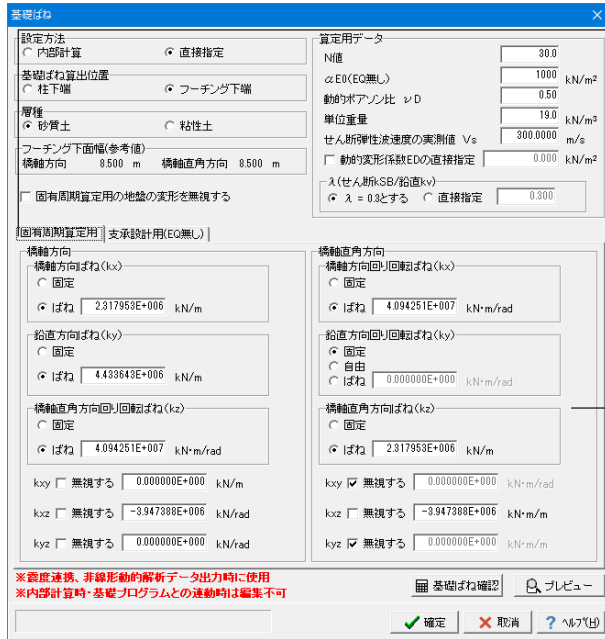 基礎ばね
設定方法
内部計算 直接指定
基礎ばね算出位置
柱下端 フーチング下端
層種
砂質土 粘性土
フーチング下面幅(参考値)
橋軸方向 8.500 m 橋軸直角方向 8.500 m
固有周期算定用の地盤の変形を無視する
算定用データ
N値 30.0
αE0(EQ無し) 1000 kN/m²
動的ポアソン比 νD 0.50
単位重量 19.0 kN/m³
せん断弾性波速度の実測値 Vs 300.0000 m/s
動的変形係数EDの直接指定 0.000 kN/m²
λ(せん断kSB/鉛直kv)
λ = 0.3とする 直接指定 0.300
固有周期算定用 支承設計用(EQ無し)
橋軸方向
橋軸方向ばね(kx)
固定
ばね 2.317953E+006 kN/m
鉛直方向ばね(ky)
固定
ばね 4.433643E+006 kN/m
橋軸直角方向回り回転ばね(kz)
固定
ばね 4.094251E+007 kN・m/rad
kxy 無視する 0.000000E+000 kN/m
kxz 無視する -3.947388E+006 kN/rad
kyz 無視する 0.000000E+000 kN/rad
橋軸直角方向
橋軸方向回り回転ばね(kx)
固定
ばね 4.094251E+007 kN・m/rad
鉛直方向回り回転ばね(ky)
固定
自由
ばね 0.000000E+000 kN・m/rad
橋軸直角方向ばね(kz)
固定
ばね 2.317953E+006 kN/m
kxy 無視する 0.000000E+000 kN・m/rad
kxz 無視する -3.947388E+006 kN・m/m
kyz 無視する 0.000000E+000 kN・m/m
※震度連携、非線形動的解析データ出力時に使用
※内部計算時・基礎プログラムとの連動時は編集不可
基礎ばね確認 プレビュー
確定 取消 ? ヘルプ(H)